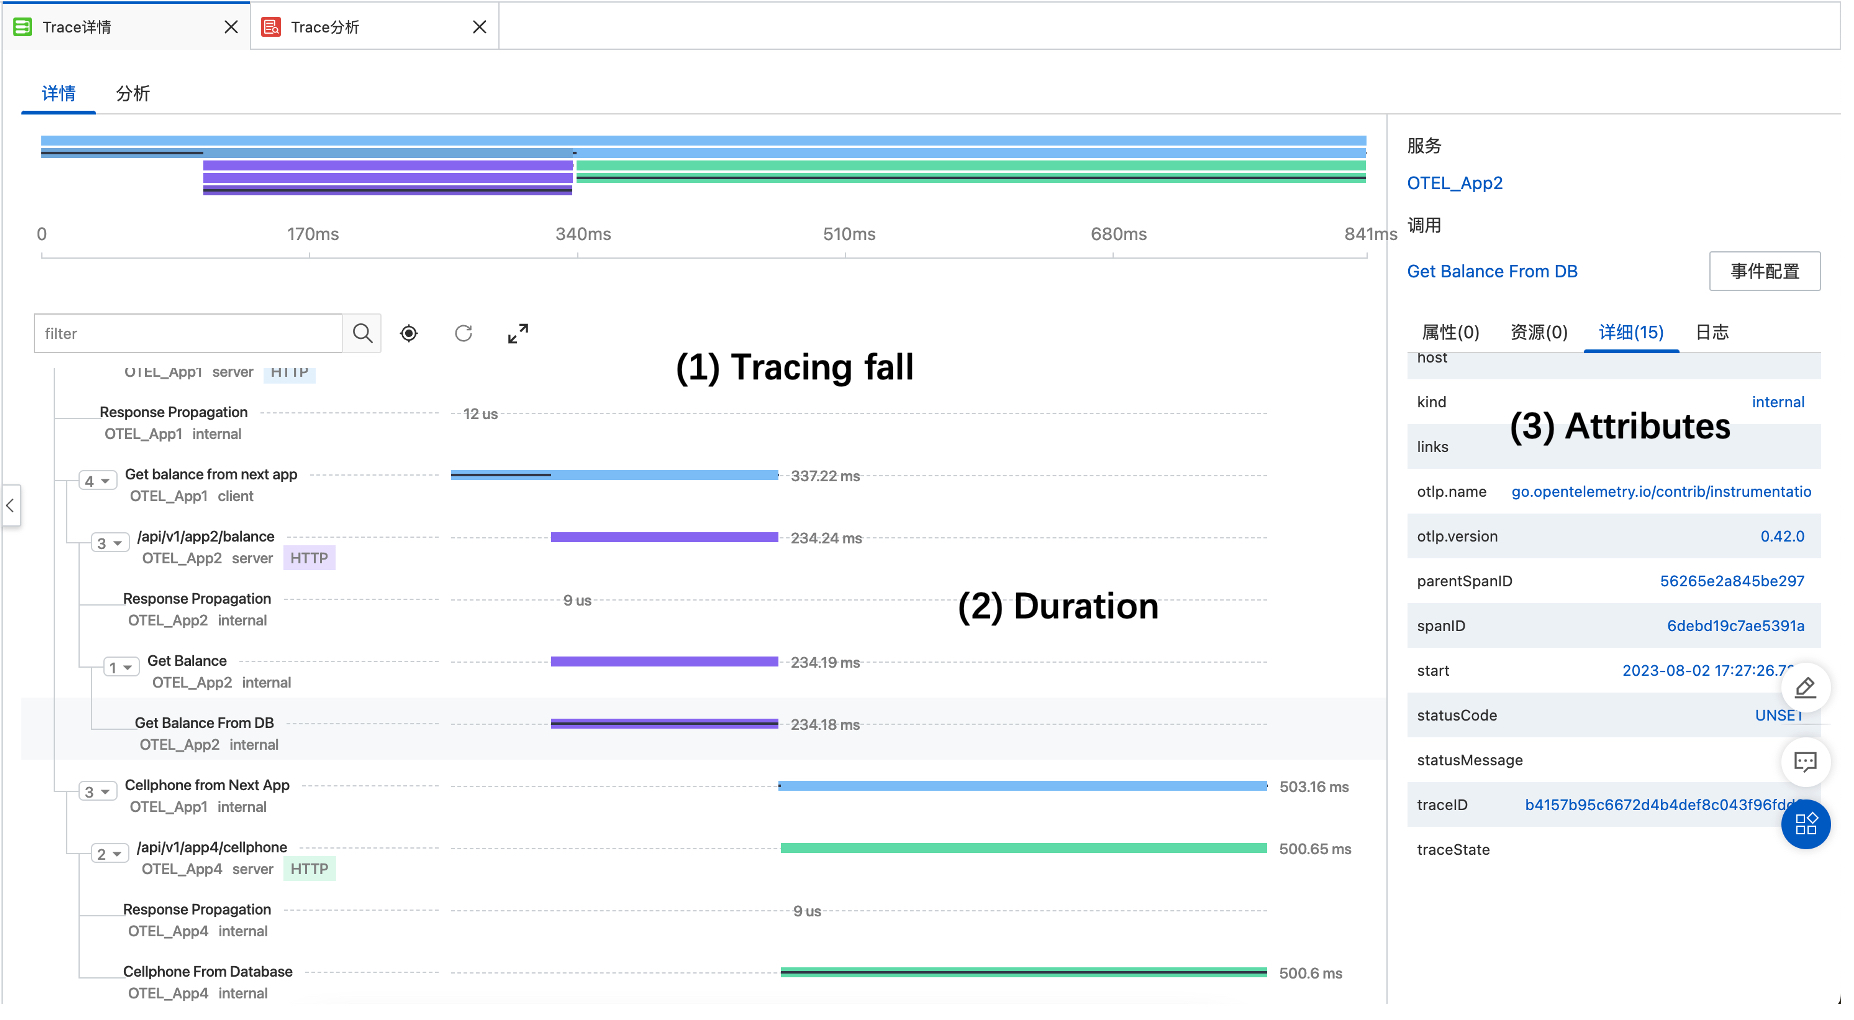 Trace详情
Trace分析
详情 分析
0 170ms 340ms 510ms 680ms 841ms
filter
(1) Tracing fall
OTEL_App1 server HTTP
Response Propagation 12 us
OTEL_App1 internal
4 Get balance from next app 337.22 ms
OTEL_App1 client
3 /api/v1/app2/balance 234.24 ms
OTEL_App2 server HTTP
Response Propagation 9 us
OTEL_App2 internal
(2) Duration
1 Get Balance 234.19 ms
OTEL_App2 internal
Get Balance From DB 234.18 ms
OTEL_App2 internal
3 Cellphone from Next App 503.16 ms
OTEL_App1 internal
2 /api/v1/app4/cellphone 500.65 ms
OTEL_App4 server HTTP
Response Propagation 9 us
OTEL_App4 internal
Cellphone From Database 500.6 ms
OTEL_App4 internal
服务
OTEL_App2
调用
Get Balance From DB 事件配置
属性(0) 资源(0) 详细(15) 日志
host
kind internal
(3) Attributes
links
otlp.name go.opentelemetry.io/contrib/instrumentatio
otlp.version 0.42.0
parentSpanID 56265e2a845be297
spanID 6debd19c7ae5391a
start 2023-08-02 17:27:26.7
statusCode UNSET
statusMessage
traceID b4157b95c6672d4b4def8c043f96fdd
traceState